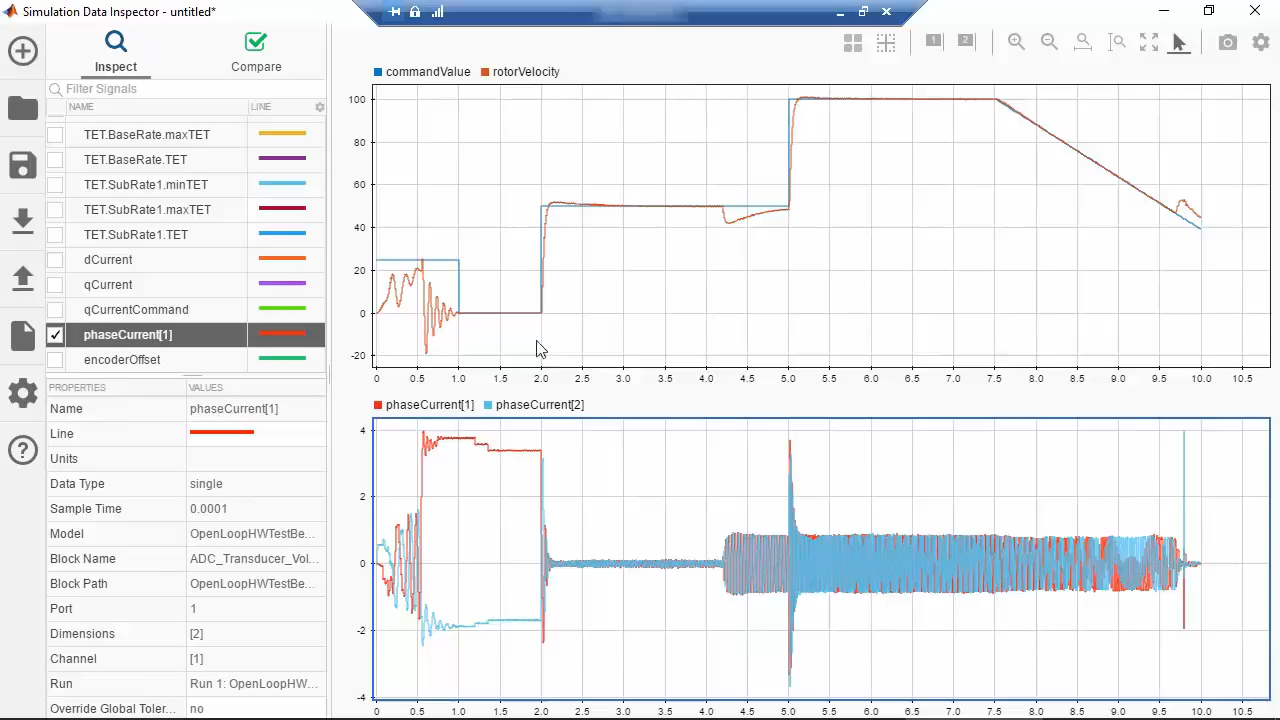 Simulation Data Inspector - untitled*
Inspect
Compare
Filter Signals
NAME
LINE
TET.BaseRate.maxTET
TET.BaseRate.TET
TET.SubRate1.minTET
TET.SubRate1.maxTET
TET.SubRate1.TET
dCurrent
qCurrent
qCurrentCommand
phaseCurrent[1]
encoderOffset
PROPERTIES VALUES
Name phaseCurrent[1]
Line
Units
Data Type single
Sample Time 0.0001
Model OpenLoopHWTestBe...
Block Name ADC_Transducer_Vol...
Block Path OpenLoopHWTestBe...
Port 1
Dimensions [2]
Channel [1]
Run Run 1: OpenLoopHW...
Override Global Toler... no
1 2
commandValue rotorVelocity
100
80
60
40
20
0
-20
0 0.5 1.0 1.5 2.0 2.5 3.0 3.5 4.0 4.5 5.0 5.5 6.0 6.5 7.0 7.5 8.0 8.5 9.0 9.5 10.0 10.5
phaseCurrent[1] phaseCurrent[2]
4
2
0
-2
-4
0 0.5 1.0 1.5 2.0 2.5 3.0 3.5 4.0 4.5 5.0 5.5 6.0 6.5 7.0 7.5 8.0 8.5 9.0 9.5 10.0 10.5